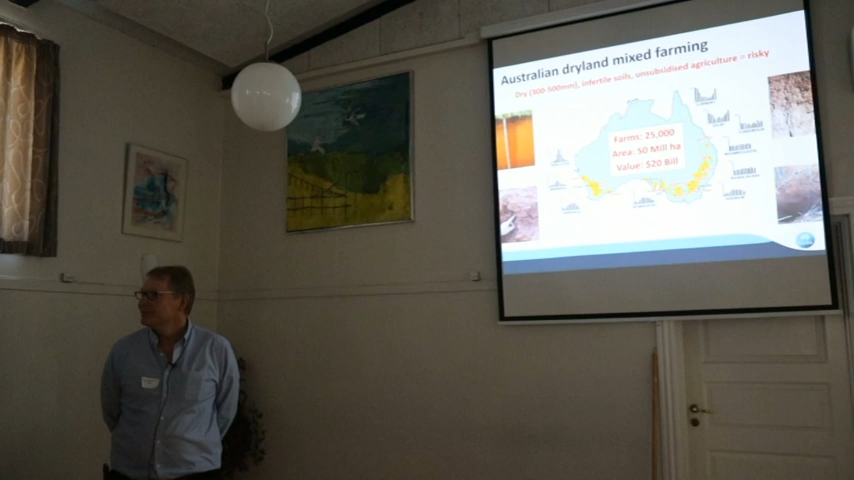 Australian dryland mixed farming
Dry (300-500mm), infertile soils, unsubsidised agriculture = risky
Farms: 25,000
Area: 50 Mill ha
Value: $20 Bill